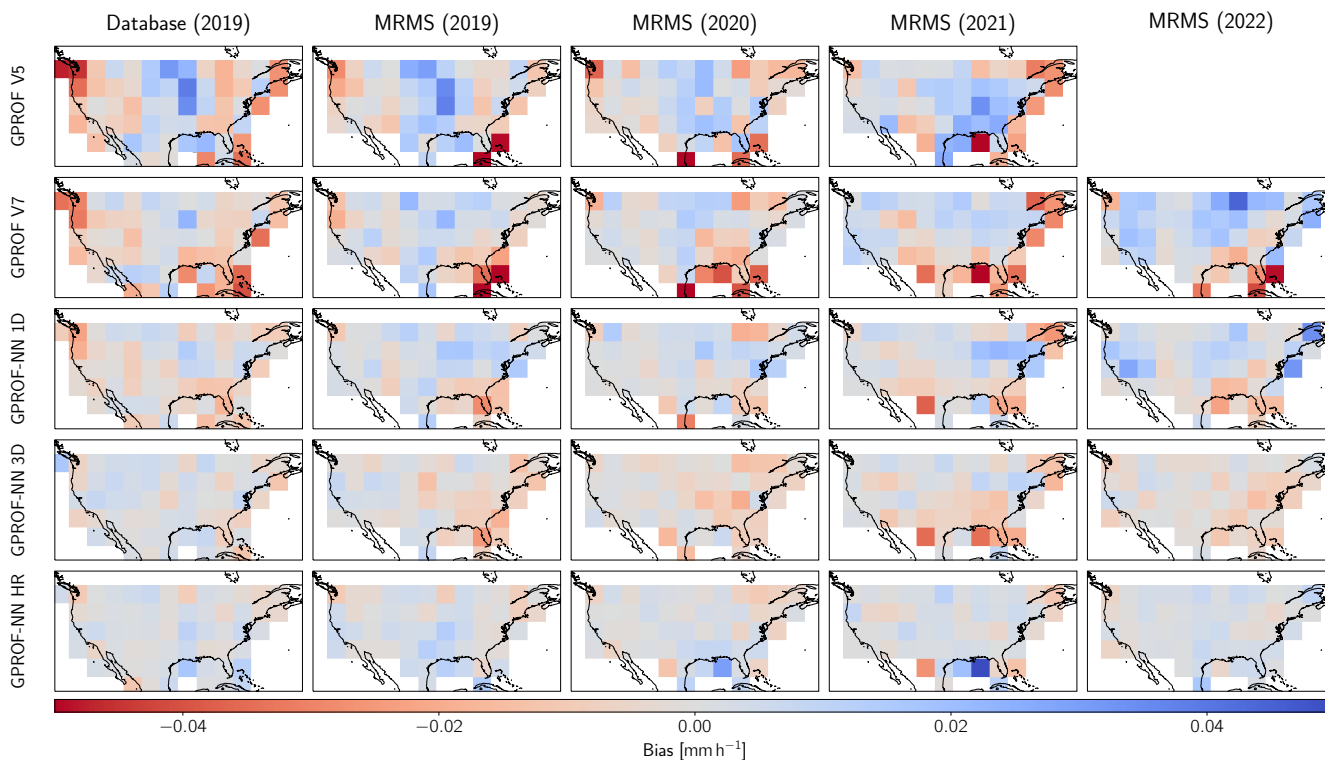 Database (2019) MRMS (2019) MRMS (2020) MRMS (2021) MRMS (2022)
GPROF V5
GPROF V7
GPROF-NN 1D
GPROF-NN 3D
GPROF-NN HR
−0.04 −0.02 0.00 0.02 0.04
Bias [mm h⁻¹]